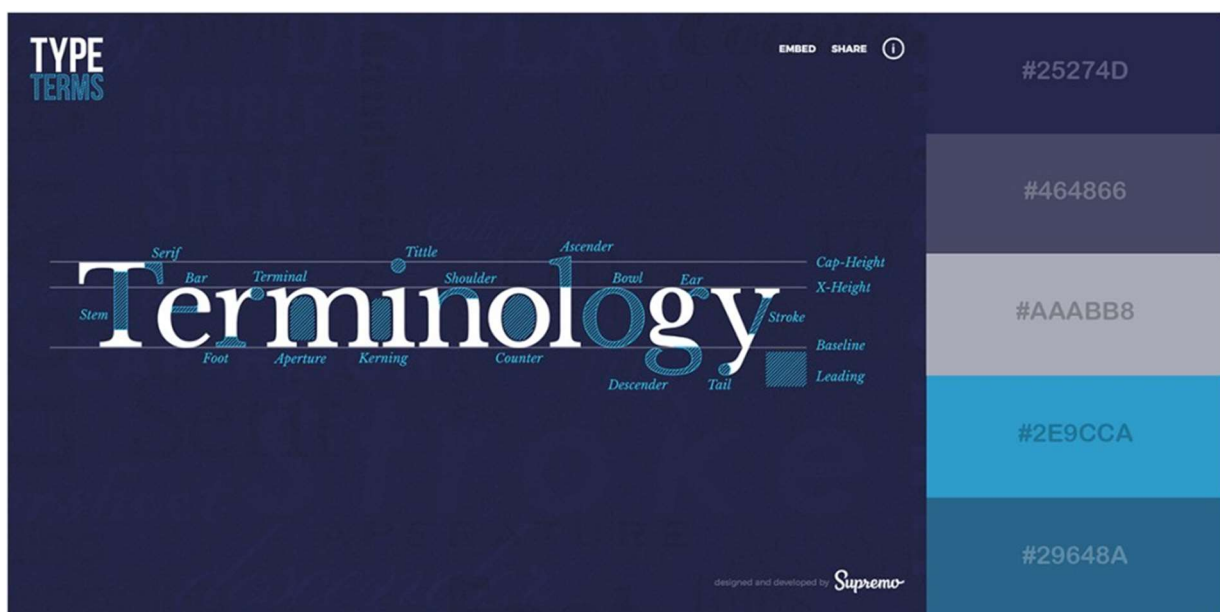 TYPE
TERMS
EMBED SHARE i
Serif
Tittle
Ascender
Cap-Height
Bar
Terminal
Shoulder
Bowl
Ear
X-Height
Terminology
Stem
Stroke
Baseline
Foot
Aperture
Kerning
Counter
Descender
Tail
Leading
designed and developed by Supremo
#25274D
#464866
#AAABB8
#2E9CCA
#29648A